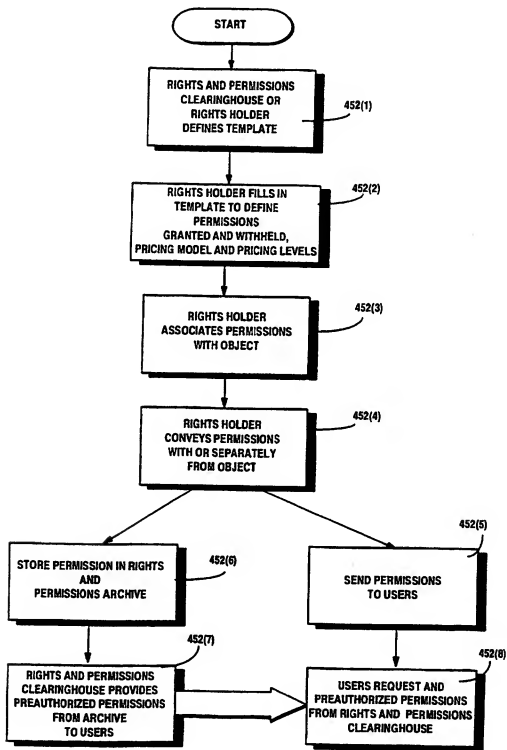 START
RIGHTS AND PERMISSIONS
CLEARINGHOUSE OR
RIGHTS HOLDER
DEFINES TEMPLATE
452(1)
RIGHTS HOLDER FILLS IN
TEMPLATE TO DEFINE
PERMISSIONS
GRANTED AND WITHHELD,
PRICING MODEL AND PRICING LEVELS
452(2)
RIGHTS HOLDER
ASSOCIATES PERMISSIONS
WITH OBJECT
452(3)
RIGHTS HOLDER
CONVEYS PERMISSIONS
WITH OR SEPARATELY
FROM OBJECT
452(4)
STORE PERMISSION IN RIGHTS
AND
PERMISSIONS ARCHIVE
452(6)
SEND PERMISSIONS
TO USERS
452(5)
RIGHTS AND PERMISSIONS
CLEARINGHOUSE PROVIDES
PREAUTHORIZED PERMISSIONS
FROM ARCHIVE
TO USERS
452(7)
USERS REQUEST AND
PREAUTHORIZED PERMISSIONS
FROM RIGHTS AND PERMISSIONS
CLEARINGHOUSE
452(8)